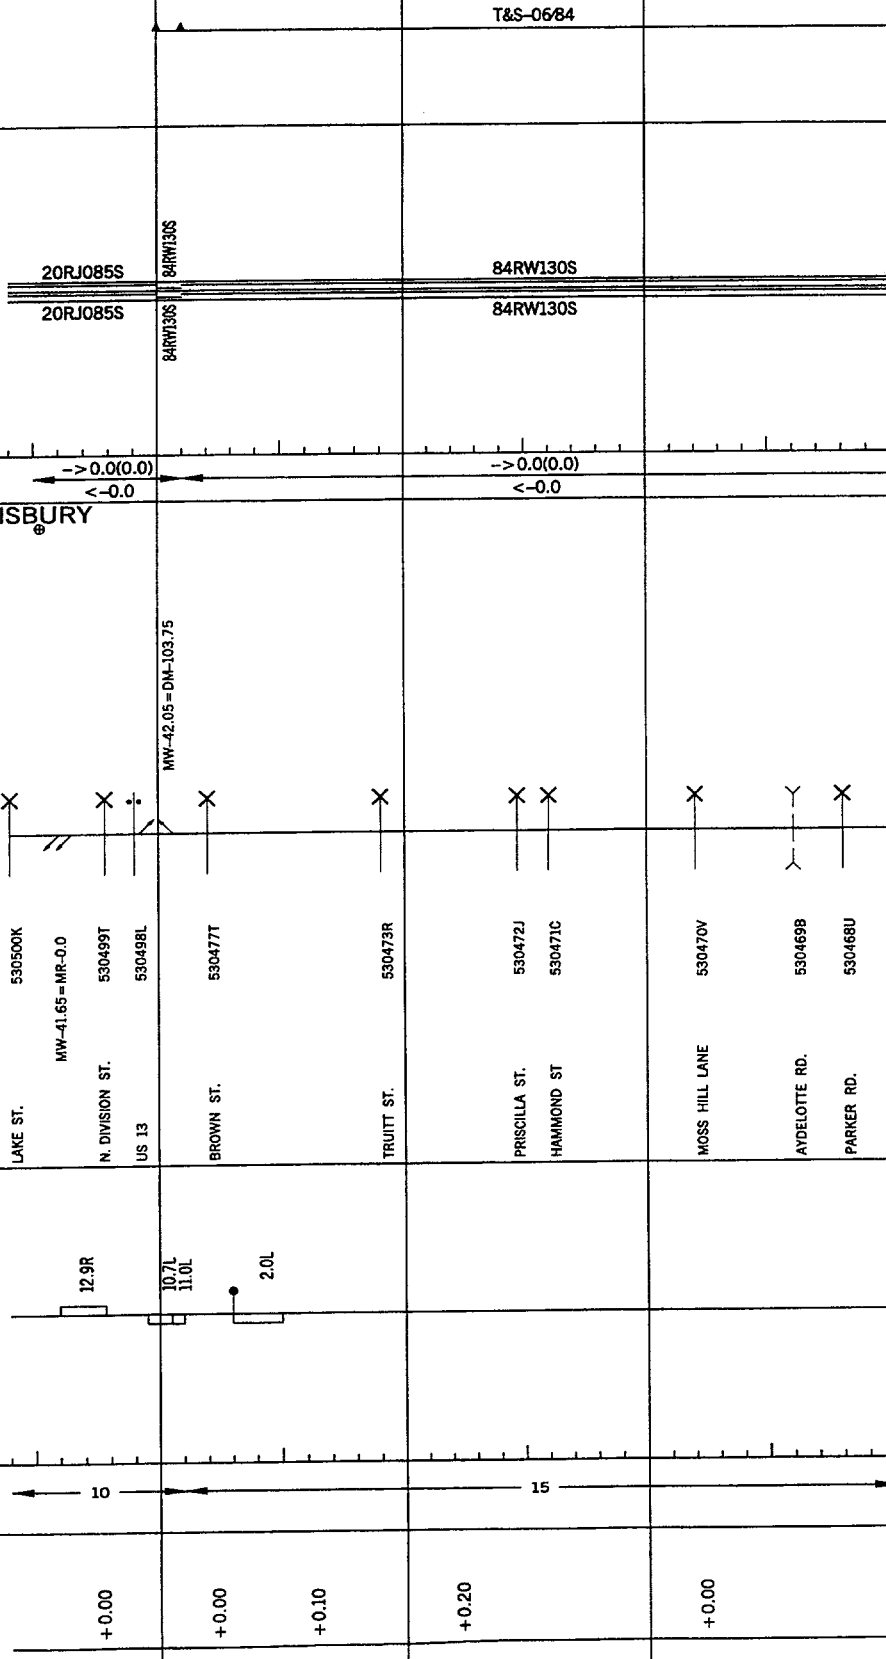 T&S-06/84
84RW130S
20RJ085S
84RW130S
20RJ085S
84RW130S
84RW130S
->0.0(0.0)
->0.0(0.0)
<-0.0
<-0.0
ISBURY
MW-42.05=DM-103.75
530500K
MW-41.65=MR-0.0
530499T
530498L
530477T
530473R
530472J
530471C
530470V
530469B
530468U
LAKE ST.
N. DIVISION ST.
US 13
BROWN ST.
TRUITT ST.
PRISCILLA ST.
HAMMOND ST
MOSS HILL LANE
AYDELOTTE RD.
PARKER RD.
12.9R
10.7L
11.0L
2.0L
10
15
+0.00
+0.00
+0.10
+0.20
+0.00